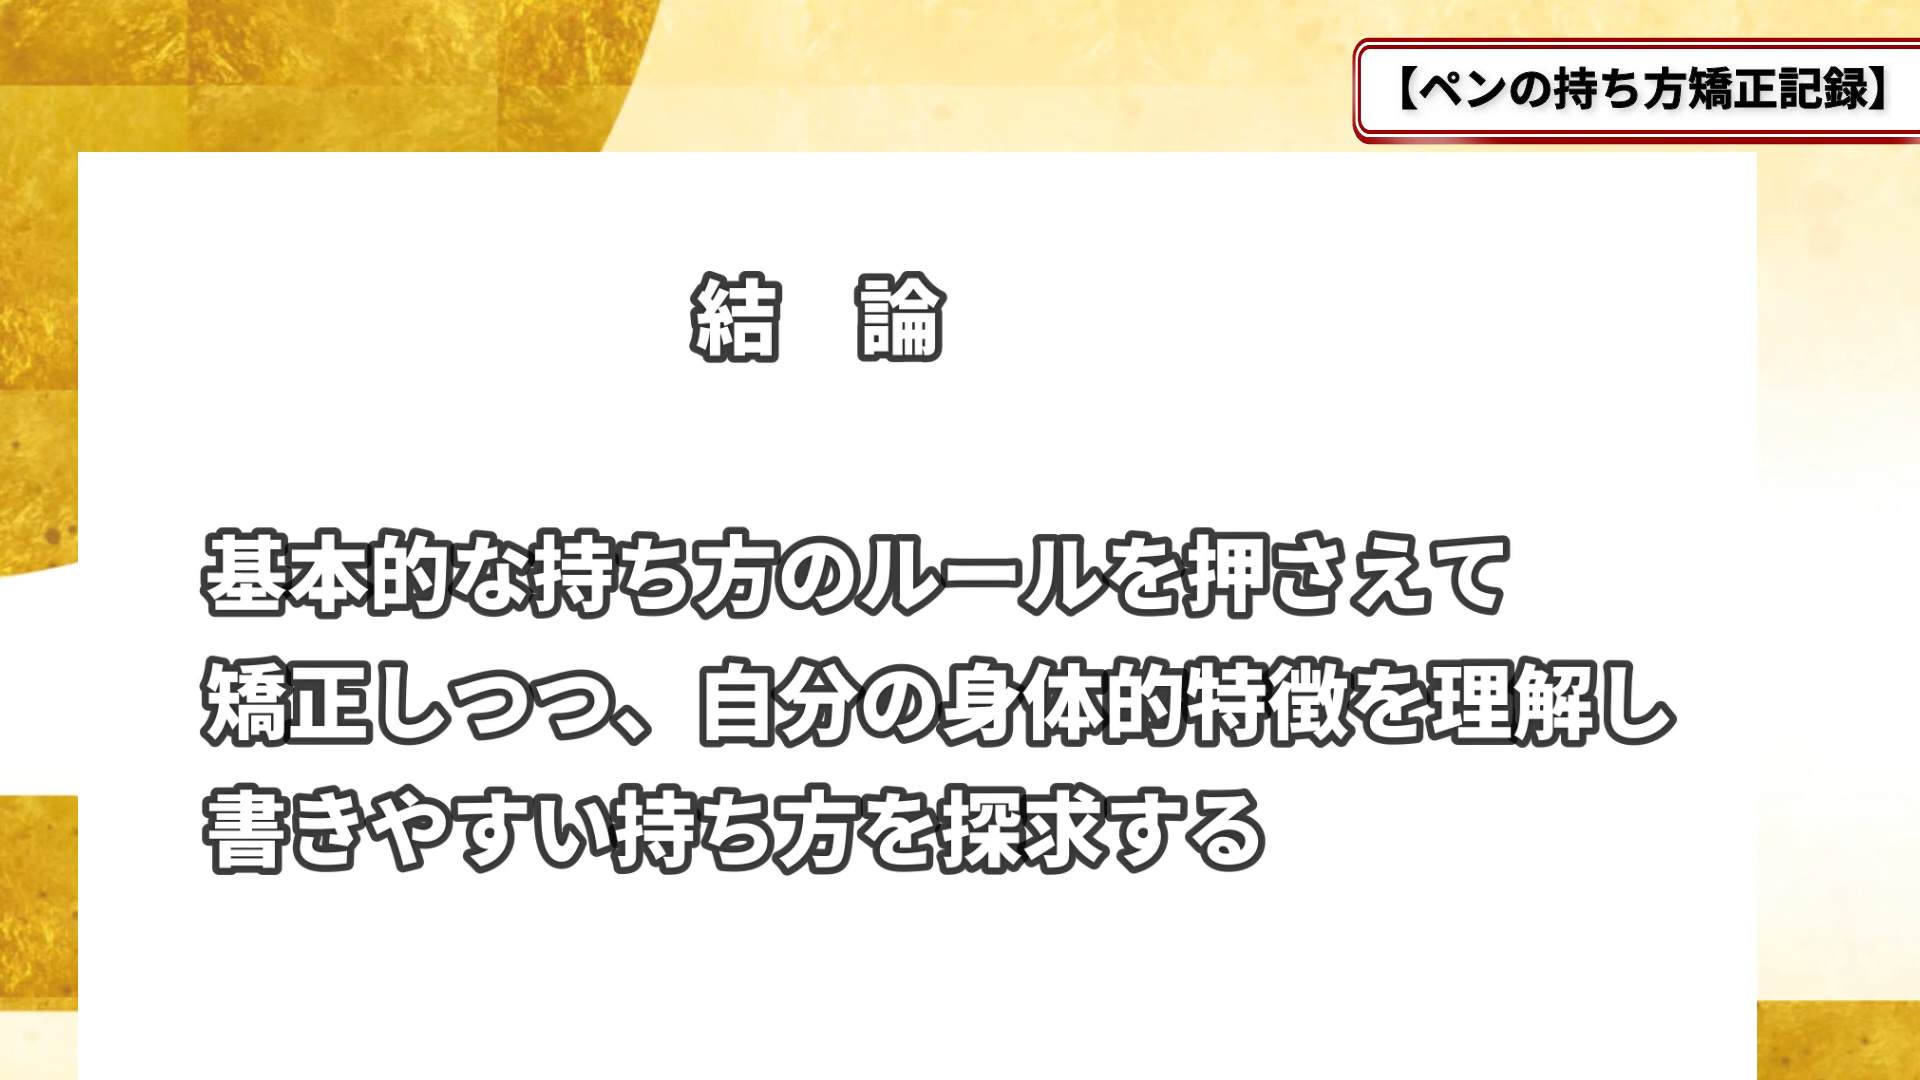 【ペンの持ち方矯正記録】
結　論
基本的な持ち方のルールを押さえて
矯正しつつ、自分の身体的特徴を理解し
書きやすい持ち方を探求する